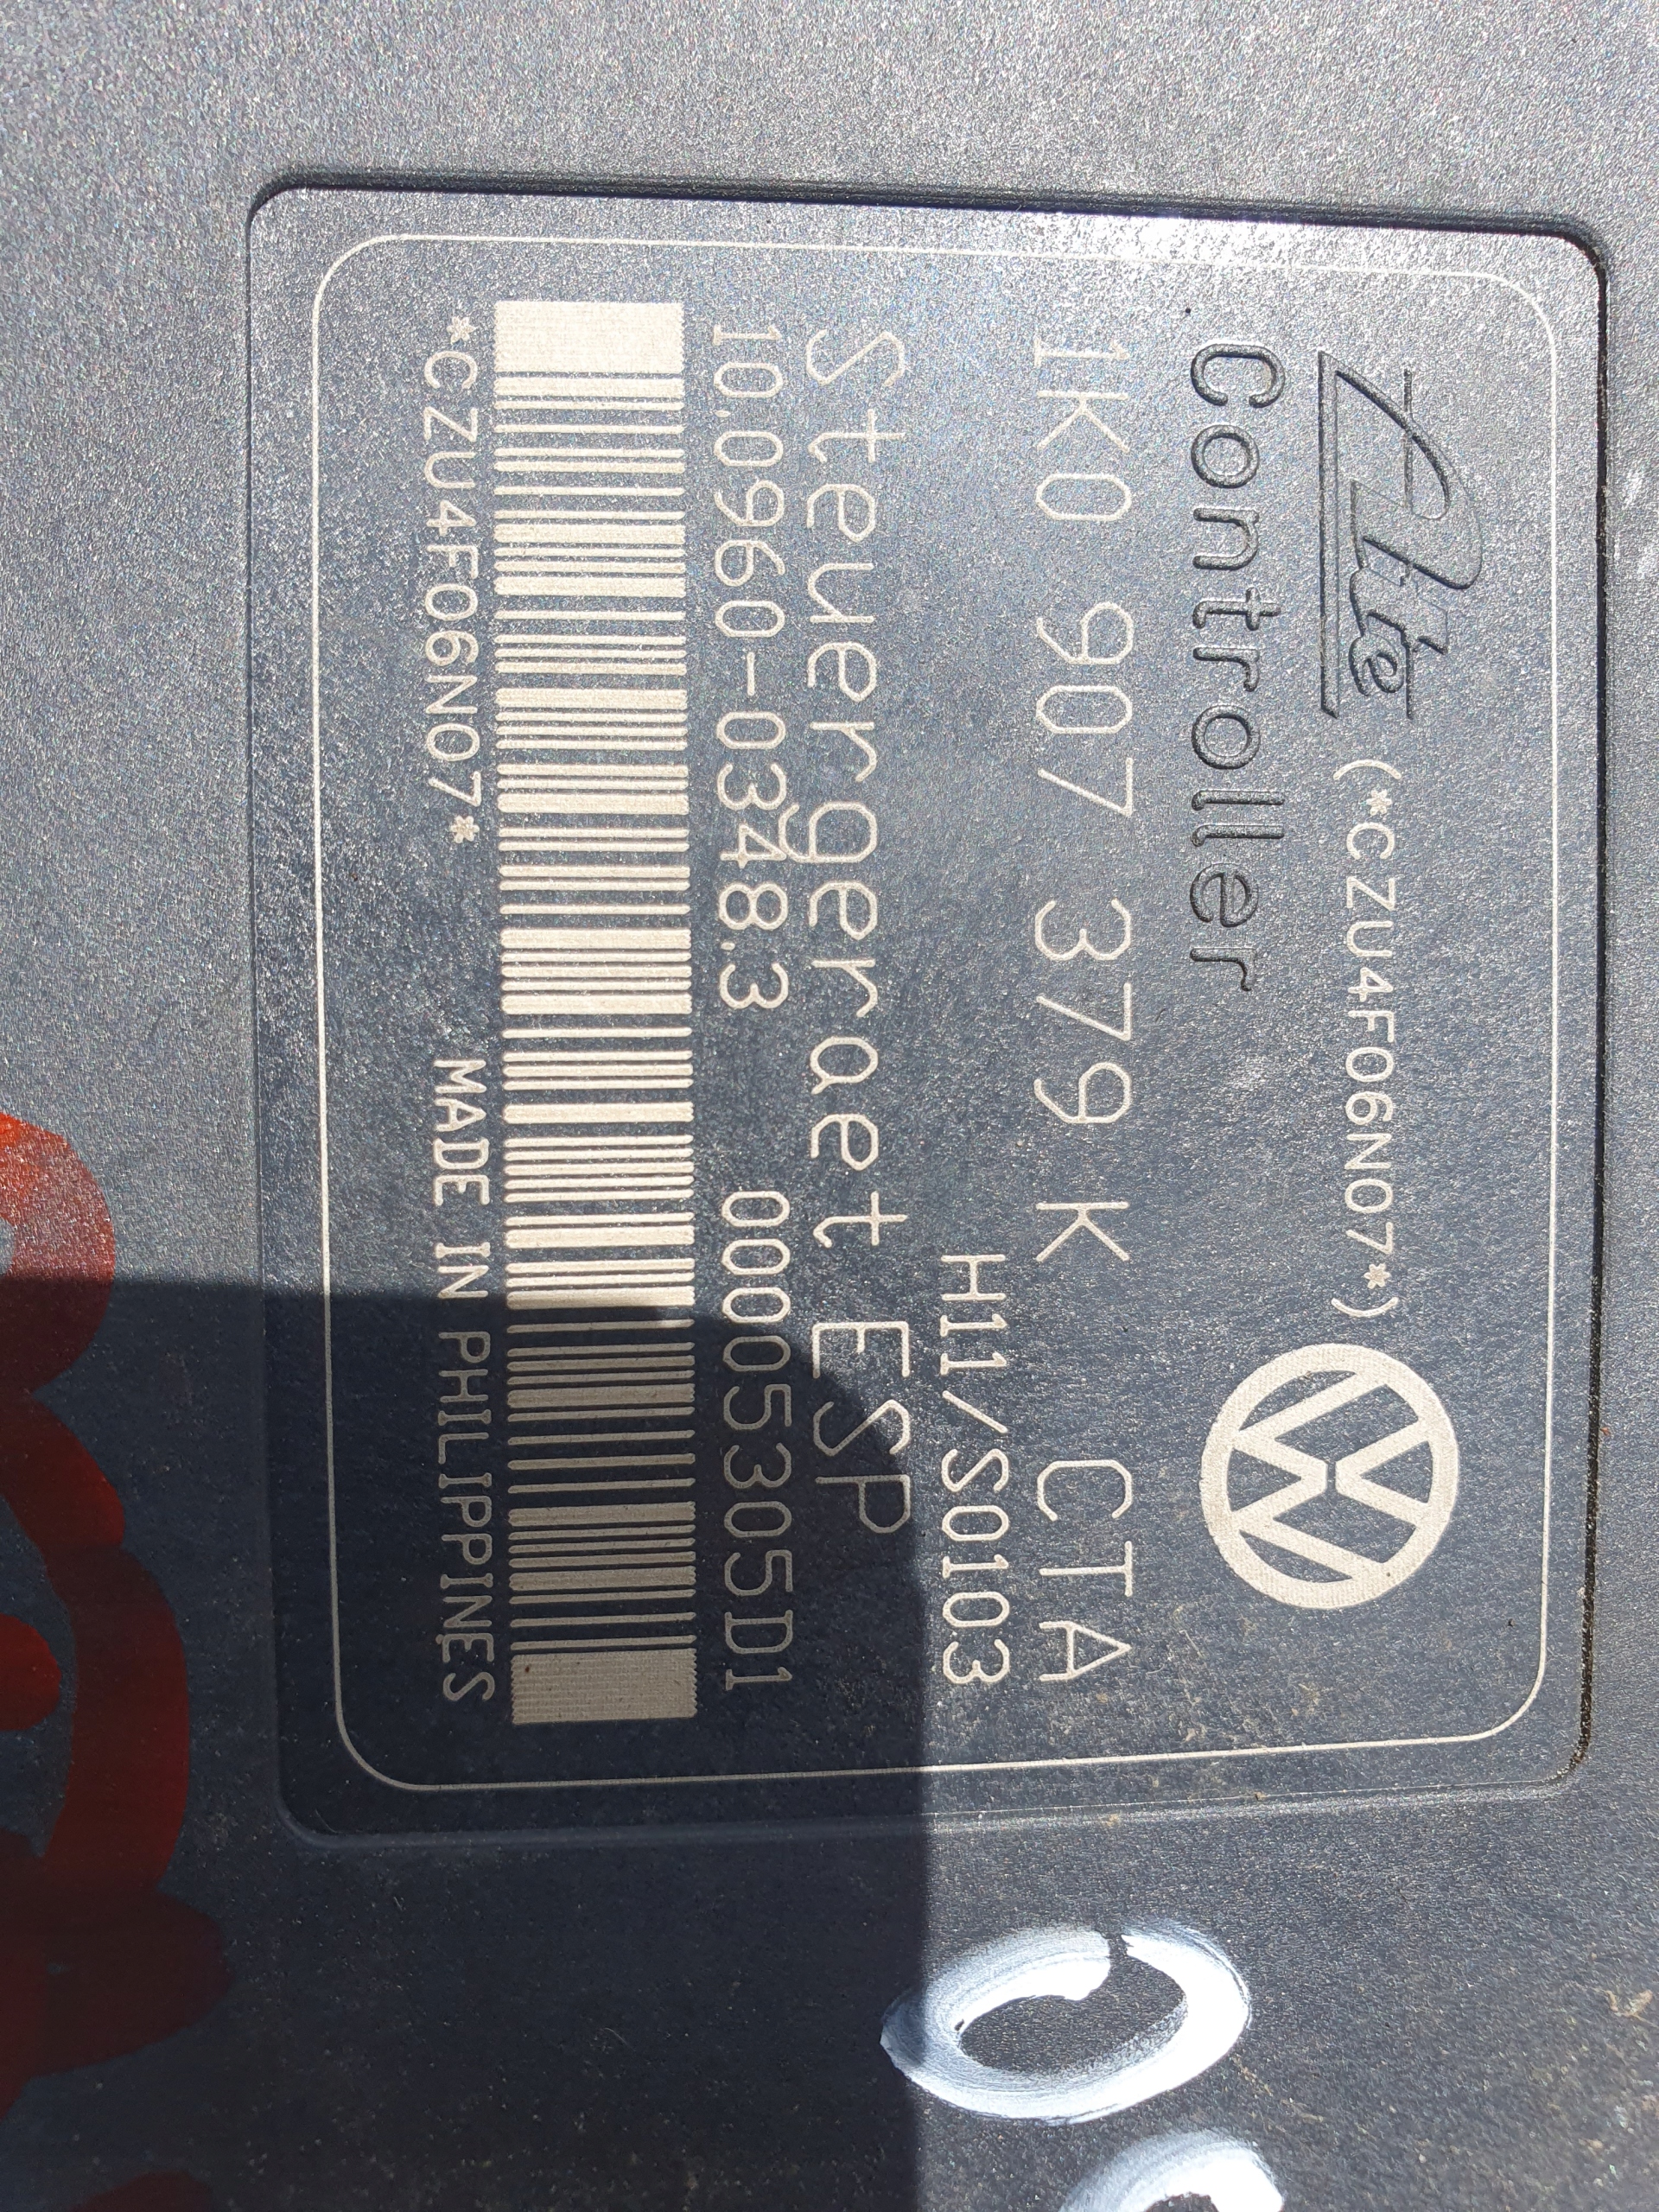 Ate (*CZU4F06N07*)
Controller
1K0 907 379 K CTA
H11/S0103
Steuergeraet ESP
10.0960-0348.3 00005305D1
*CZU4F06N07* MADE IN PHILIPPINES